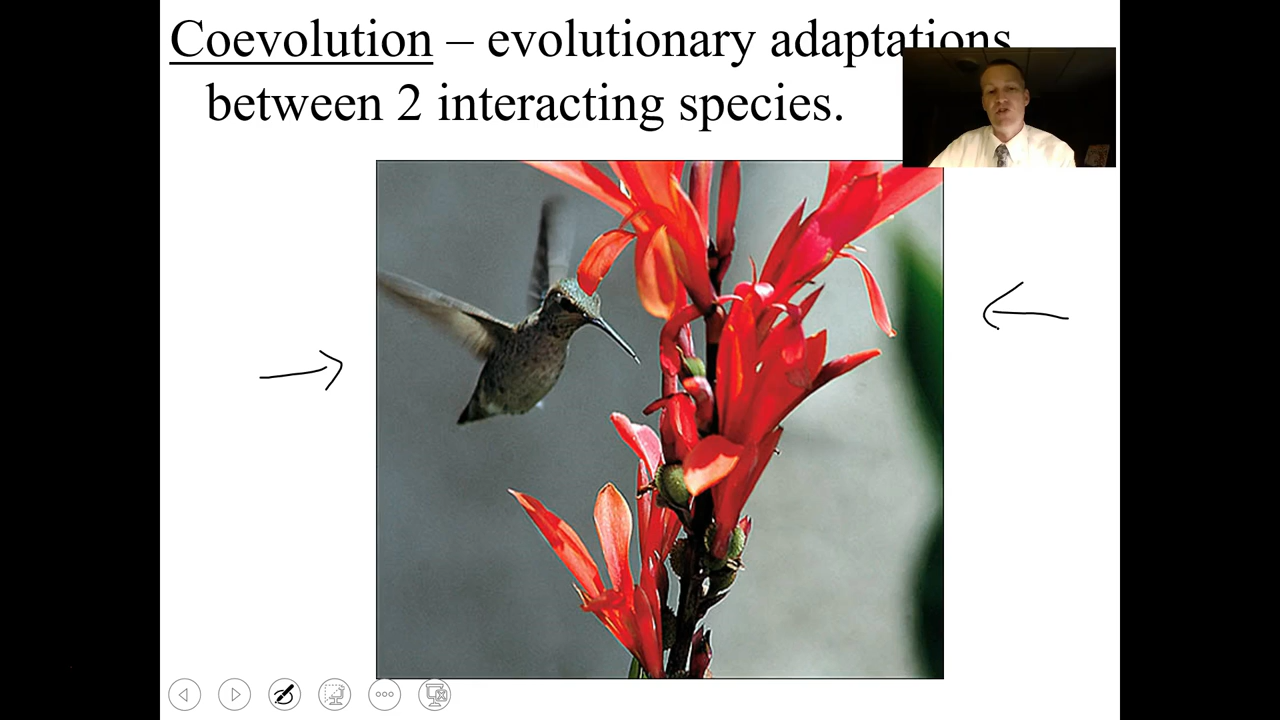 Coevolution – evolutionary adaptations
between 2 interacting species.